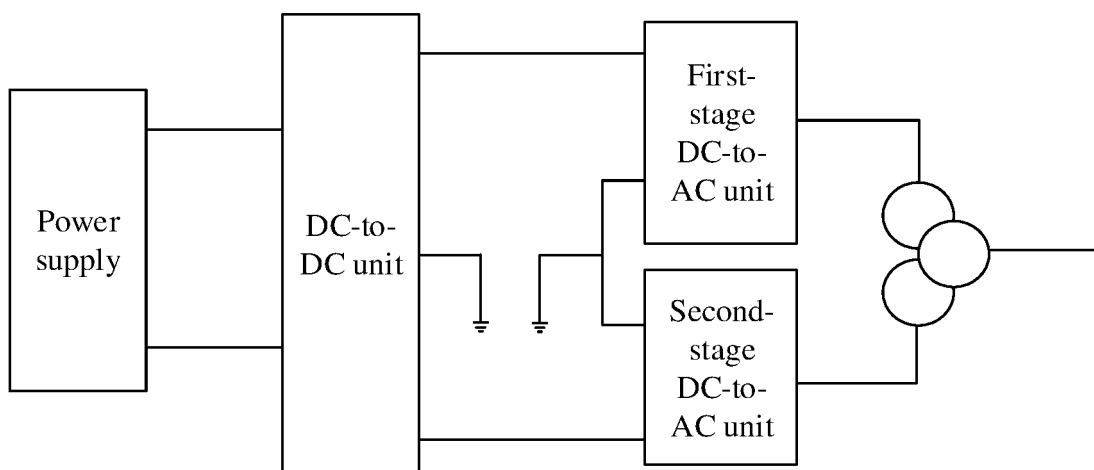 Power
supply
DC-to-
DC unit
First-
stage
DC-to-
AC unit
Second-
stage
DC-to-
AC unit